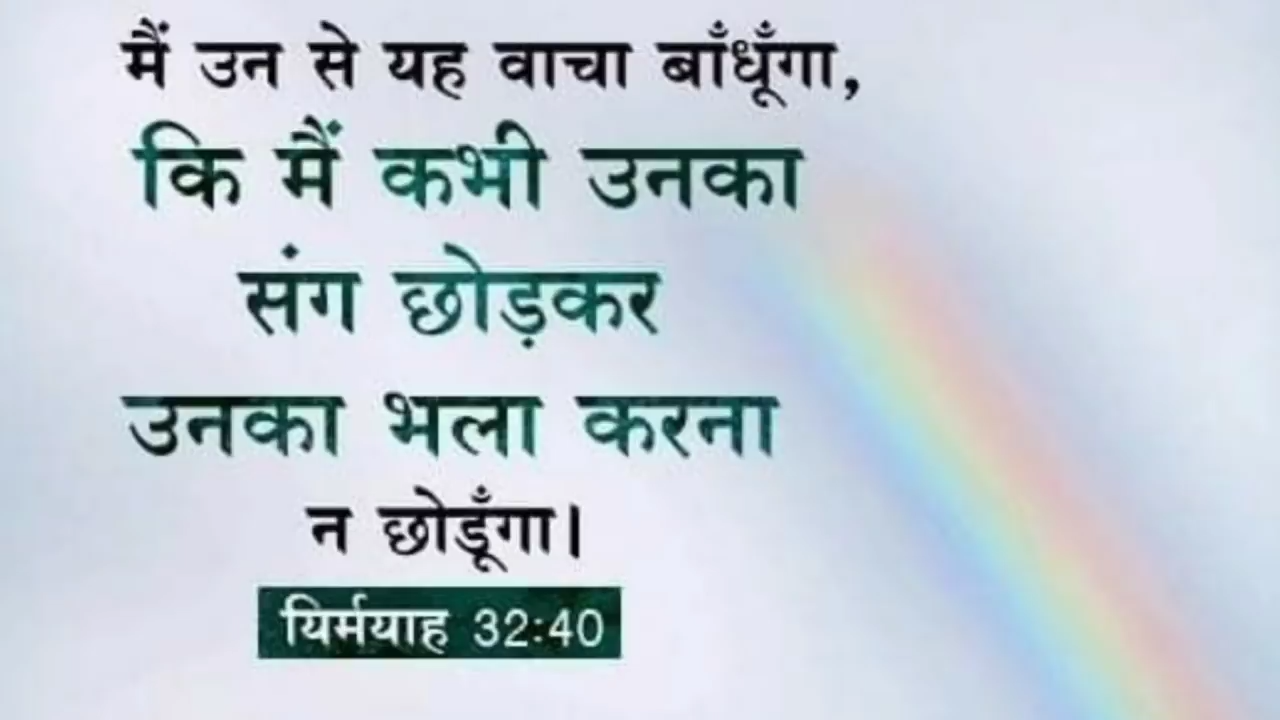 मैं उन से यह वाचा बाँधूँगा,
कि मैं कभी उनका
संग छोड़कर
उनका भला करना
न छोडूँगा।
यिर्मयाह 32:40